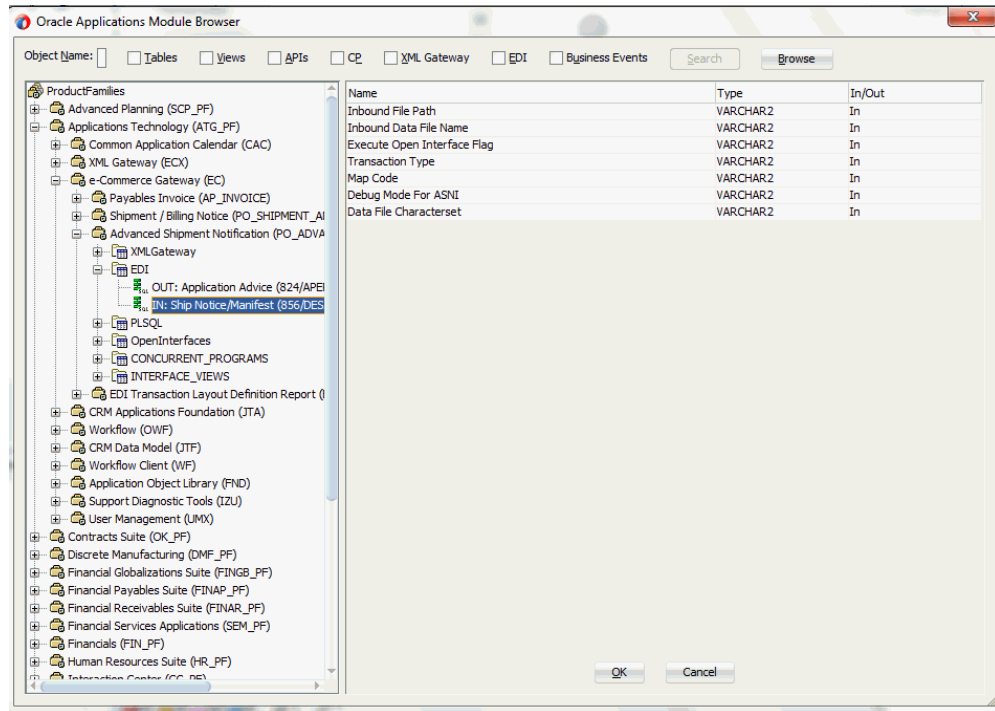 Oracle Applications Module Browser
Object Name: Tables Views APIs CP XML Gateway EDI Business Events Search Browse
ProductFamilies
Advanced Planning (SCP_PF)
Applications Technology (ATG_PF)
Common Application Calendar (CAC)
XML Gateway (ECX)
e-Commerce Gateway (EC)
Payables Invoice (AP_INVOICE)
Shipment / Billing Notice (PO_SHIPMENT_AI
Advanced Shipment Notification (PO_ADVA
XMLGateway
EDI
OUT: Application Advice (824/APEI
IN: Ship Notice/Manifest (856/DES
PLSQL
OpenInterfaces
CONCURRENT_PROGRAMS
INTERFACE_VIEWS
EDI Transaction Layout Definition Report (
CRM Applications Foundation (JTA)
Workflow (OWF)
CRM Data Model (JTF)
Workflow Client (WF)
Application Object Library (FND)
Support Diagnostic Tools (IZU)
User Management (UMX)
Contracts Suite (OK_PF)
Discrete Manufacturing (DMF_PF)
Financial Globalizations Suite (FINGB_PF)
Financial Payables Suite (FINAP_PF)
Financial Receivables Suite (FINAR_PF)
Financial Services Applications (SEM_PF)
Financials (FIN_PF)
Human Resources Suite (HR_PF)
Interaction Center (CC_PF)
Name Type In/Out
Inbound File Path VARCHAR2 In
Inbound Data File Name VARCHAR2 In
Execute Open Interface Flag VARCHAR2 In
Transaction Type VARCHAR2 In
Map Code VARCHAR2 In
Debug Mode For ASNI VARCHAR2 In
Data File Characterset VARCHAR2 In
OK Cancel